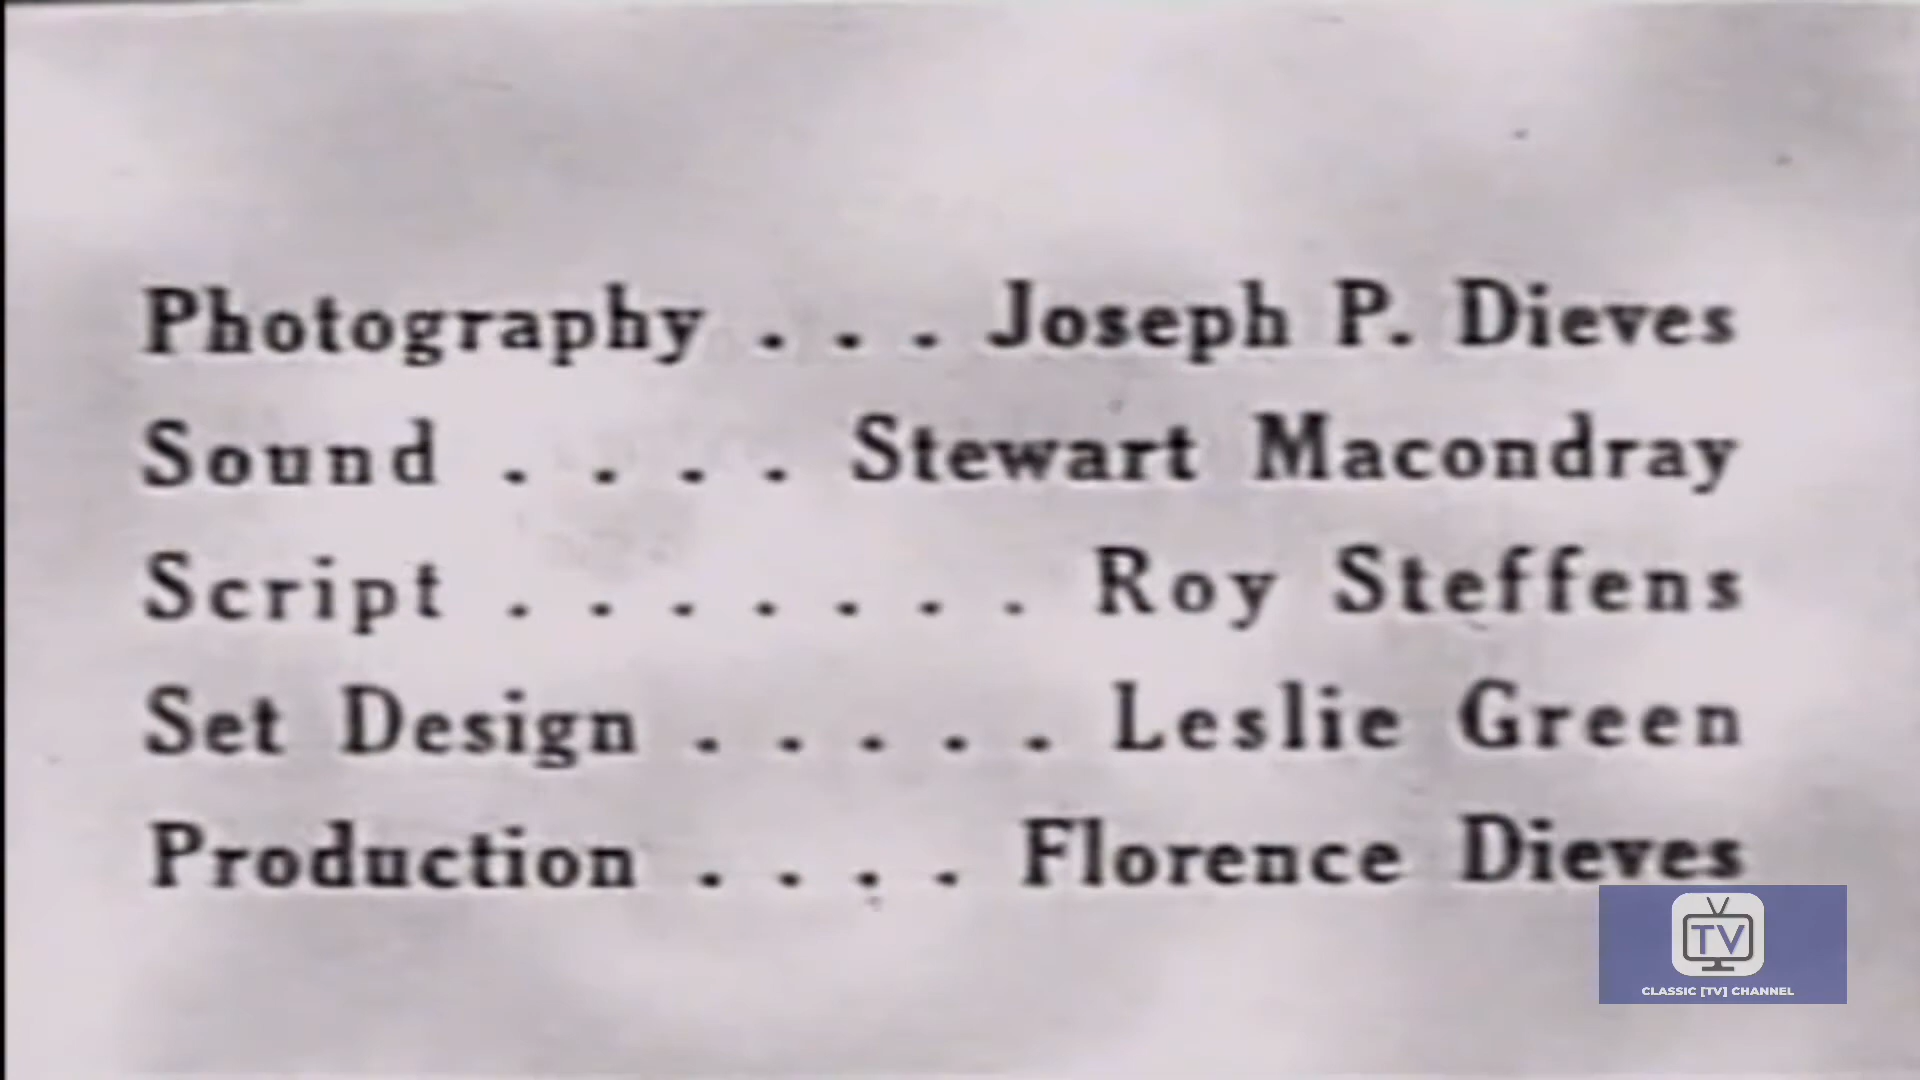 Photography . . . Joseph P. Dieves
Sound . . . . Stewart Macondray
Script . . . . . . . Roy Steffens
Set Design . . . . . Leslie Green
Production . . . . Florence Dieves
TV
CLASSIC [TV] CHANNEL